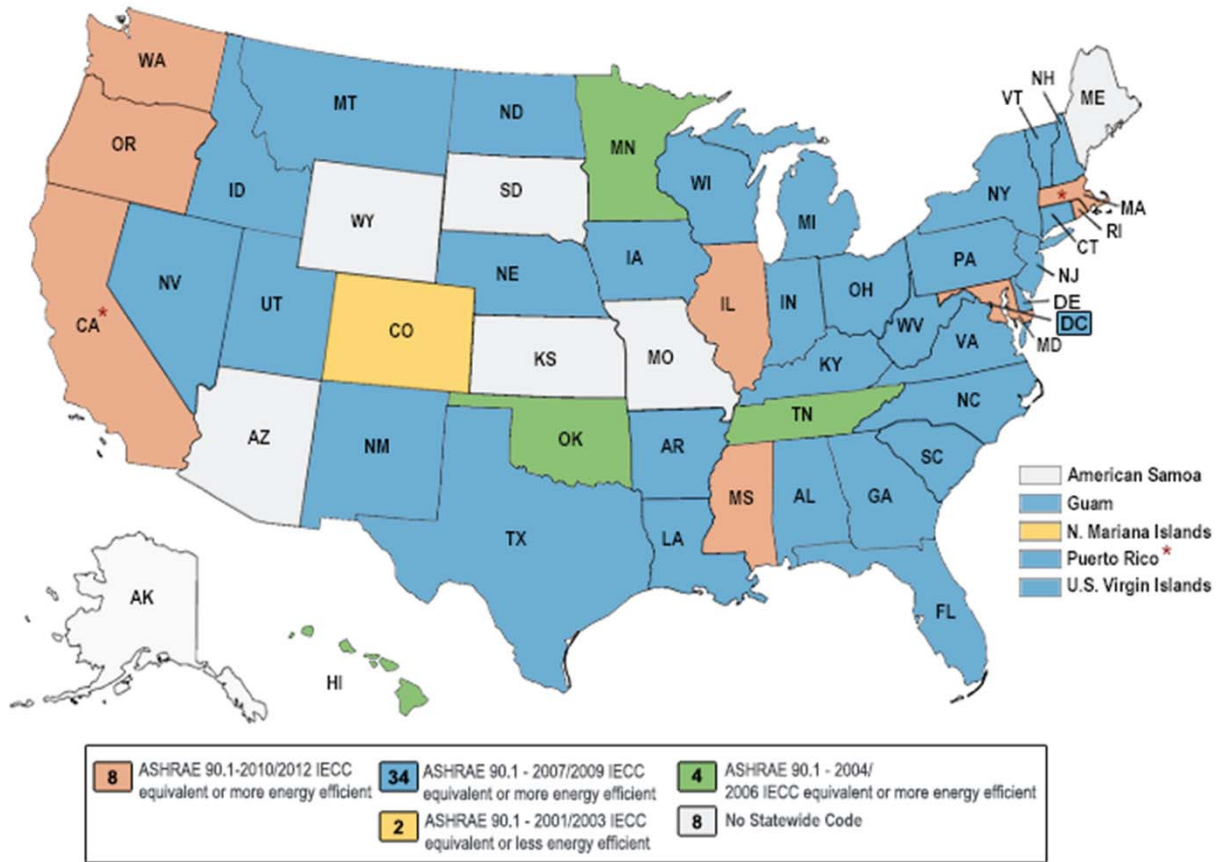 WA
OR
CA*
NV
ID
MT
WY
UT
AZ
CO
NM
ND
SD
NE
KS
OK
TX
MN
IA
MO
AR
LA
WI
IL
MS
MI
IN
KY
TN
AL
OH
WV
GA
FL
SC
NC
VA
PA
NY
VT
NH
ME
*
MA
RI
CT
NJ
DE
DC
MD
AK
HI
American Samoa
Guam
N. Mariana Islands
Puerto Rico*
U.S. Virgin Islands
8
ASHRAE 90.1-2010/2012 IECC
equivalent or more energy efficient
34
ASHRAE 90.1 - 2007/2009 IECC
equivalent or more energy efficient
4
ASHRAE 90.1 - 2004/
2006 IECC equivalent or more energy efficient
2
ASHRAE 90.1 - 2001/2003 IECC
equivalent or less energy efficient
8
No Statewide Code